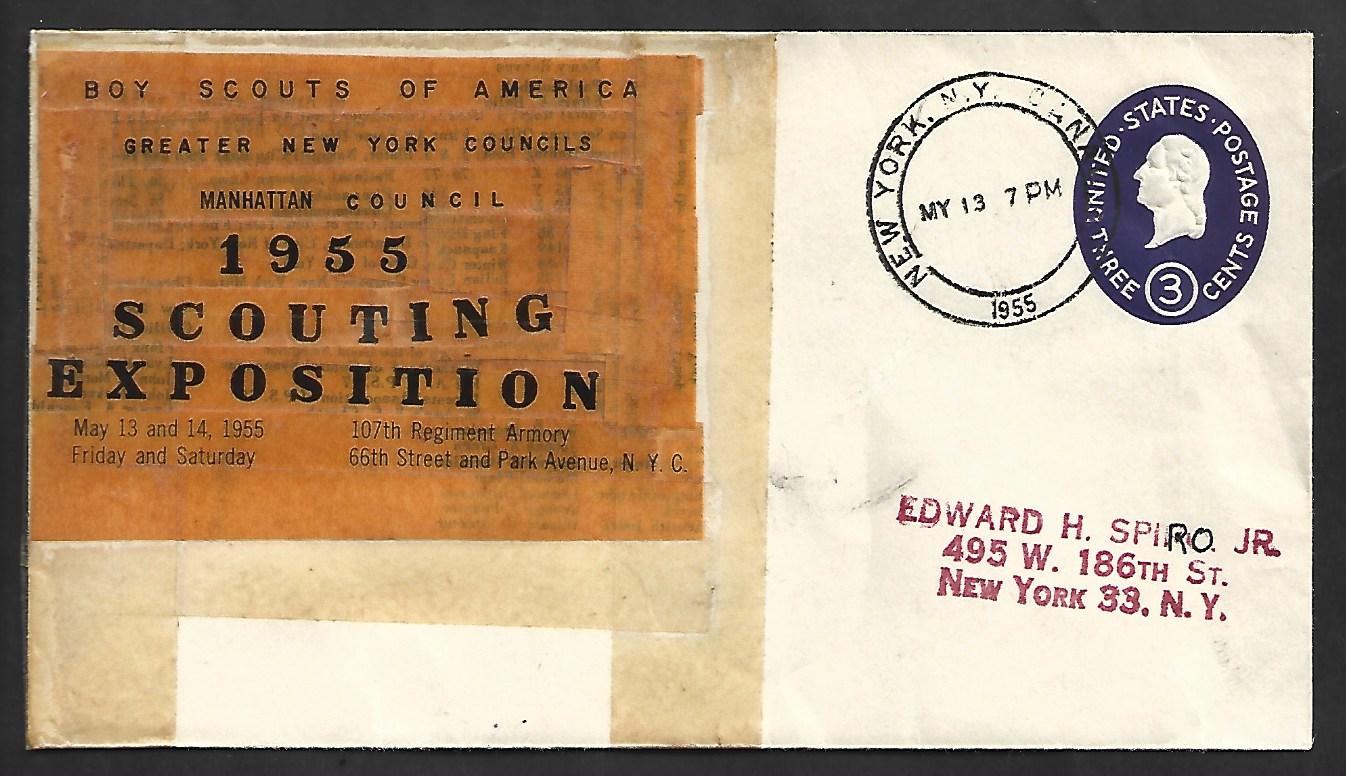 BOY SCOUTS OF AMERICA
GREATER NEW YORK COUNCILS
MANHATTAN COUNCIL
1955
SCOUTING
EXPOSITION
May 13 and 14, 1955 107th Regiment Armory
Friday and Saturday 66th Street and Park Avenue, N. Y. C.
NEW YORK, N.Y.
MY 13 7 PM
1955
UNITED·STATES·POSTAGE
THREE 3 CENTS
EDWARD H. SPIRO JR.
495 W. 186TH ST.
NEW YORK 33, N. Y.